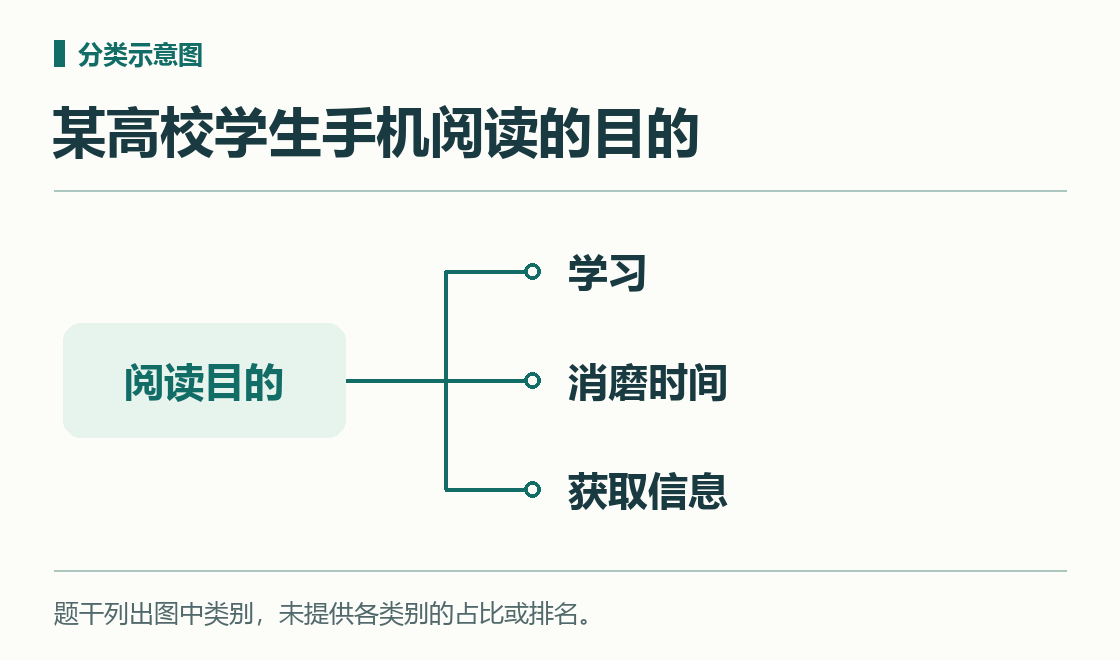 分类示意图
某高校学生手机阅读的目的
阅读目的
学习
消磨时间
获取信息
题干列出图中类别，未提供各类别的占比或排名。